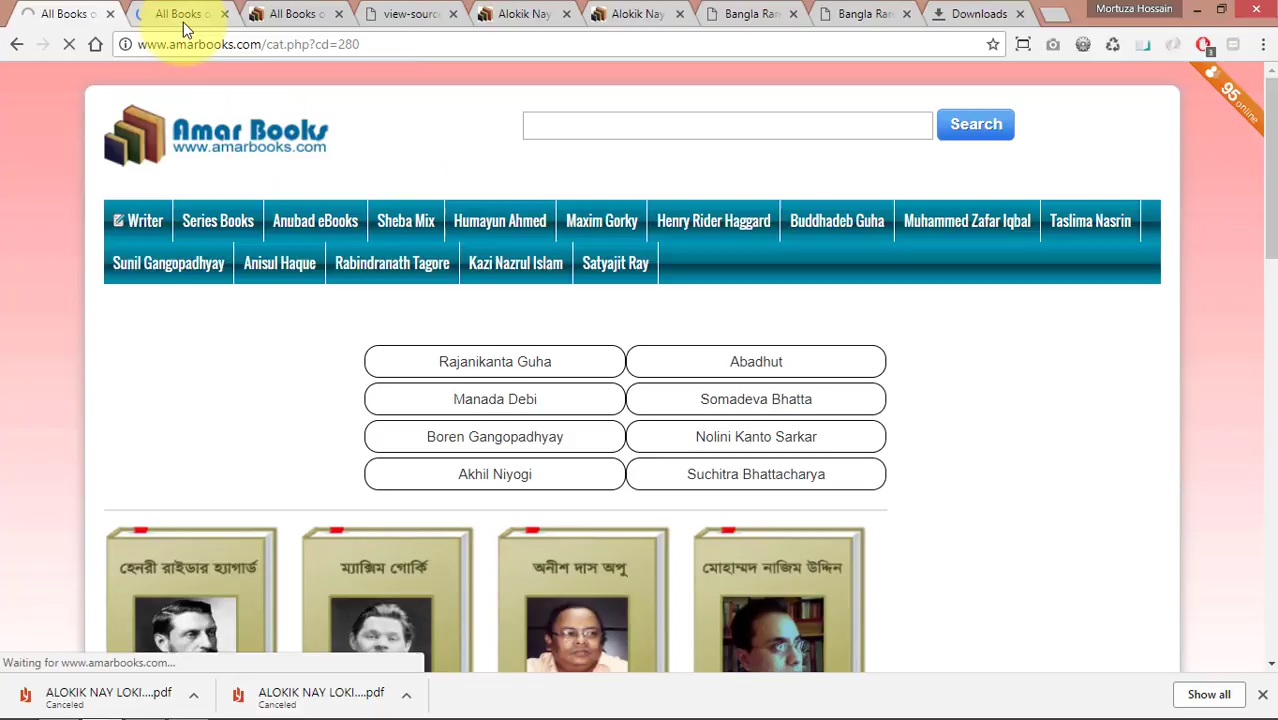 All Books o
All Books o
All Books o
view-sourc
Alokik Nay
Alokik Nay
Bangla Ran
Bangla Ran
Downloads
Mortuza Hossain
www.amarbooks.com/cat.php?cd=280
95 online
Amar Books
www.amarbooks.com
Search
Writer Series Books Anubad eBooks Sheba Mix Humayun Ahmed Maxim Gorky Henry Rider Haggard Buddhadeb Guha Muhammed Zafar Iqbal Taslima Nasrin
Sunil Gangopadhyay Anisul Haque Rabindranath Tagore Kazi Nazrul Islam Satyajit Ray
Rajanikanta Guha Abadhut
Manada Debi Somadeva Bhatta
Boren Gangopadhyay Nolini Kanto Sarkar
Akhil Niyogi Suchitra Bhattacharya
হেনরী রাইডার হ্যাগার্ড ম্যাক্সিম গোর্কি অনীশ দাস অপু মোহাম্মদ নাজিম উদ্দিন
Waiting for www.amarbooks.com...
ALOKIK NAY LOKI....pdf ALOKIK NAY LOKI....pdf Show all
Canceled Canceled